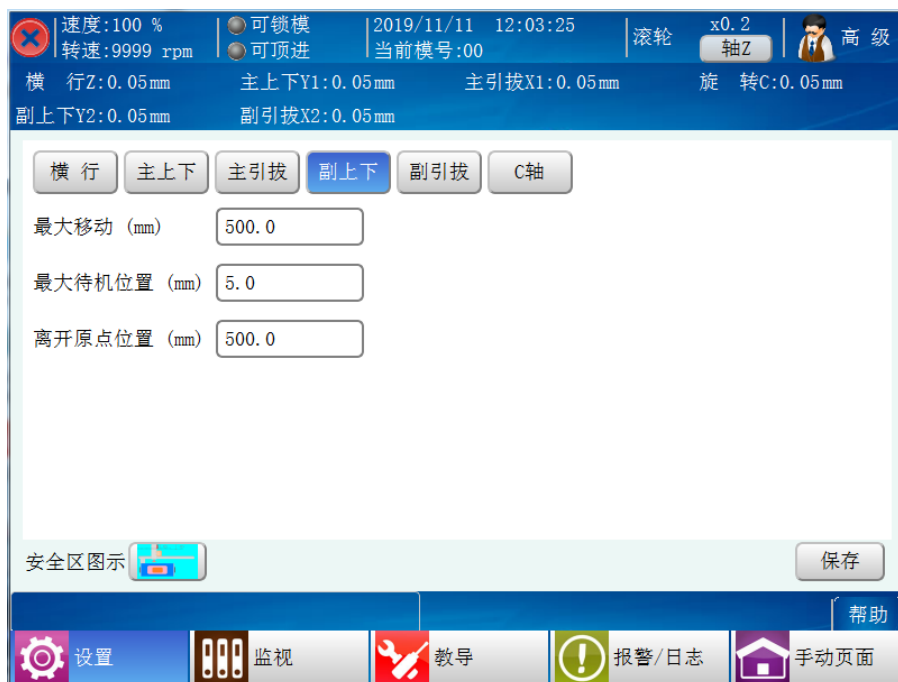 速度:100 % 可锁模 2019/11/11 12:03:25 滚轮 x0.2 高 级
转速:9999 rpm 可顶进 当前模号:00 轴Z
横 行Z:0.05mm 主上下Y1:0.05mm 主引拔X1:0.05mm 旋 转C:0.05mm
副上下Y2:0.05mm 副引拔X2:0.05mm
横 行 主上下 主引拔 副上下 副引拔 C轴
最大移动 (mm) 500.0
最大待机位置 (mm) 5.0
离开原点位置 (mm) 500.0
安全区图示 保存
帮助
设置 监视 教导 报警/日志 手动页面